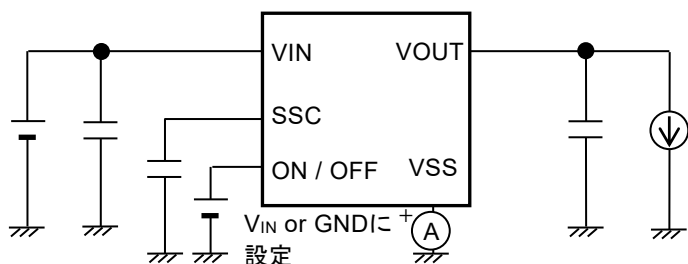 VIN VOUT
SSC
ON / OFF
VSS
VIN or GNDに
設定
+
A